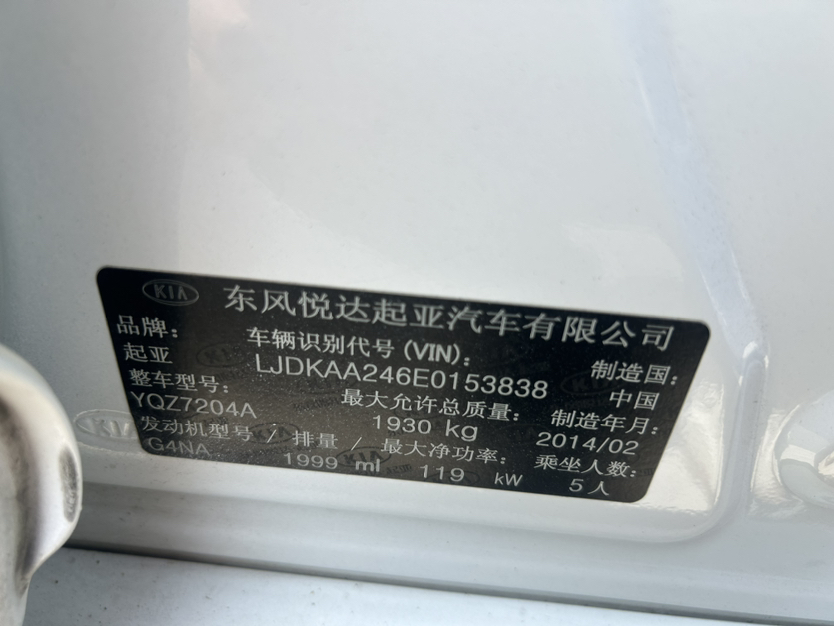 KIA 东风悦达起亚汽车有限公司
品牌: 车辆识别代号(VIN): 制造国:
起亚 LJDKAA246E0153838 中国
整车型号: 最大允许总质量: 制造年月:
YQZ7204A 1930 kg 2014/02
发动机型号 / 排量 / 最大净功率: 乘坐人数:
G4NA 1999 ml 119 kW 5人